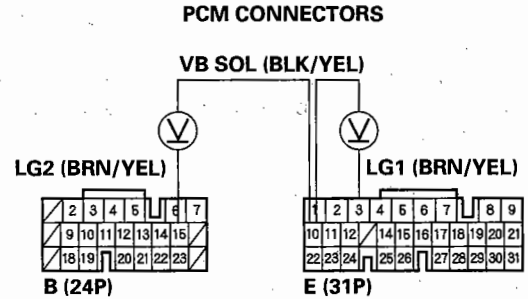 PCM CONNECTORS
VB SOL (BLK/YEL)
V V
LG2 (BRN/YEL) LG1 (BRN/YEL)
2 3 4 5 6 7 1 2 3 4 5 6 7 8 9
9 10 11 12 13 14 15 10 11 12 14 15 16 17 18 19 20 21
18 19 20 21 22 23 22 23 24 25 26 27 28 29 30 31
B (24P) E (31P)